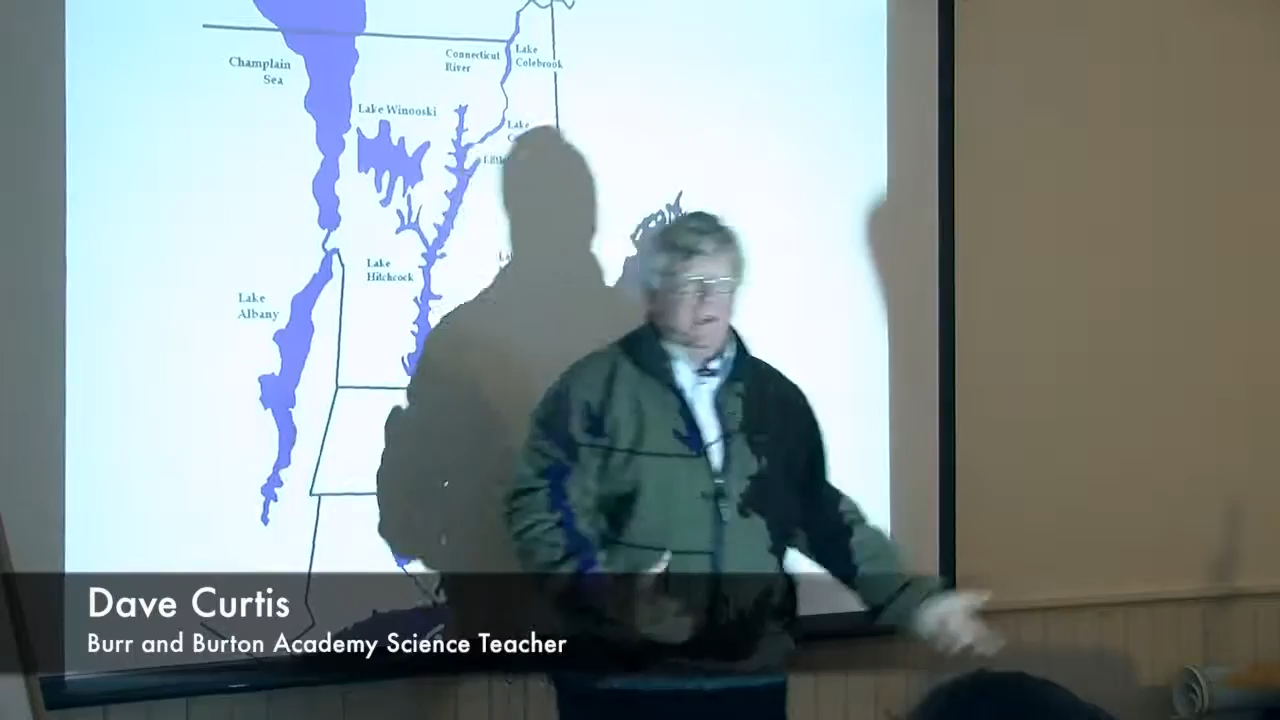 Champlain
Sea
Connecticut
River
Lake
Colebrook
Lake Winooski
Lake
Lake
Hitchcock
Lake
Albany
Dave Curtis
Burr and Burton Academy Science Teacher